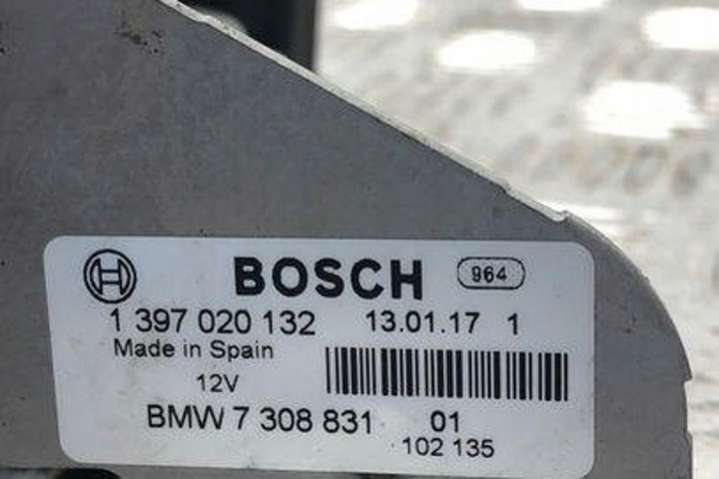 BOSCH 964
1 397 020 132 13.01.17 1
Made in Spain
12V
BMW 7 308 831 01
102 135